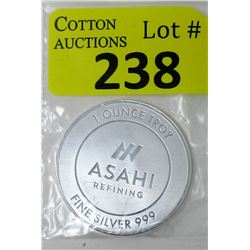 COTTON AUCTIONS Lot #
238
1 OUNCE TROY
ASAHI
REFINING
FINE SILVER 999